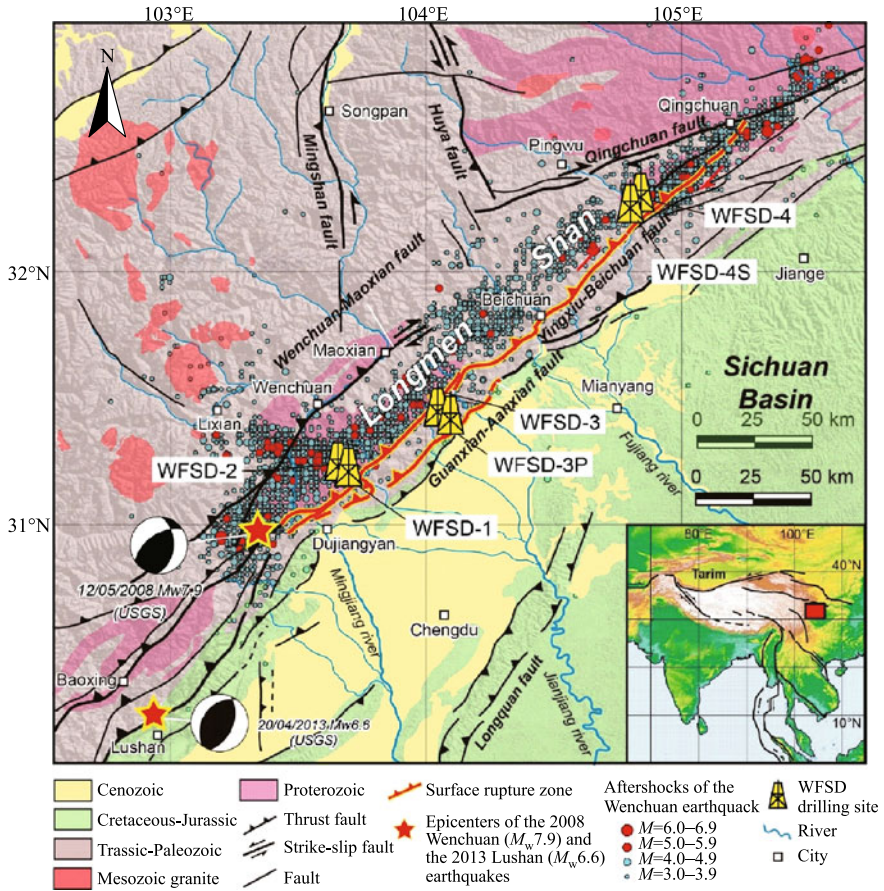 103°E
104°E
105°E
N
Songpan
Qingchuan
Mingshan fault
Huya fault
Pingwu
Qingchuan fault
WFSD-4
WFSD-4S
32°N
Jiange
Shan
Longmen
Beichuan
Yingxiu-Beichuan fault
Wenchuan-Maoxian fault
Maoxian
Wenchuan
Lixian
Guanxian-Aanxian fault
Mianyang
Sichuan
Basin
0 25 50 km
0 25 50 km
WFSD-3
WFSD-3P
Fujiang river
WFSD-2
WFSD-1
31°N
Dujiangyan
12/05/2008 Mw7.9
(USGS)
Mingjiang river
Chengdu
Jianjiang river
Longquan fault
Baoxing
Lushan
20/04/2013 Mw6.6
(USGS)
80°E
100°E
40°N
Tarim
10°N
Cenozoic
Cretaceous-Jurassic
Trassic-Paleozoic
Mesozoic granite
Proterozoic
Thrust fault
Strike-slip fault
Fault
Surface rupture zone
Epicenters of the 2008
Wenchuan (Mw7.9) and
the 2013 Lushan (Mw6.6)
earthquakes
Aftershocks of the
Wenchuan earthquack
M=6.0–6.9
M=5.0–5.9
M=4.0–4.9
M=3.0–3.9
WFSD
drilling site
River
City